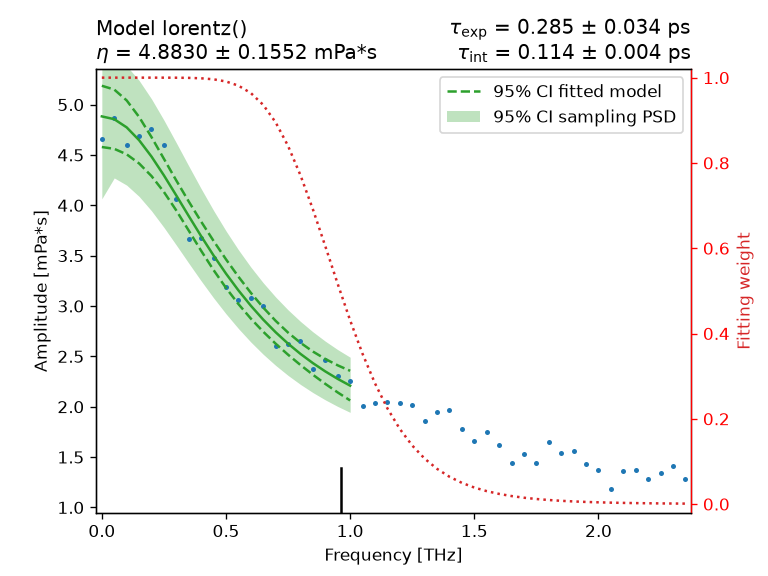 Model lorentz()
η = 4.8830 ± 0.1552 mPa*s
τexp = 0.285 ± 0.034 ps
τint = 0.114 ± 0.004 ps
95% CI fitted model
95% CI sampling PSD
Amplitude [mPa*s]
5.0
4.5
4.0
3.5
3.0
2.5
2.0
1.5
1.0
1.0
0.8
0.6
0.4
0.2
0.0
Fitting weight
0.0 0.5 1.0 1.5 2.0
Frequency [THz]